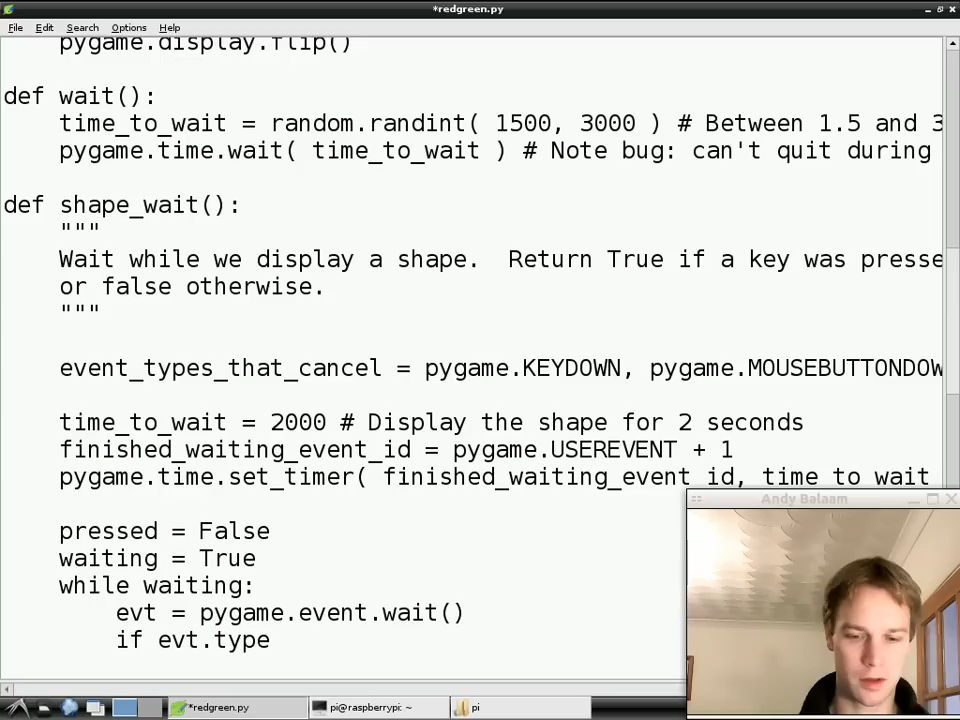 *redgreen.py
File Edit Search Options Help
pygame.display.flip()
def wait():
time_to_wait = random.randint( 1500, 3000 ) # Between 1.5 and 3
pygame.time.wait( time_to_wait ) # Note bug: can't quit during
def shape_wait():
"""
Wait while we display a shape.  Return True if a key was presse
or false otherwise.
"""
event_types_that_cancel = pygame.KEYDOWN, pygame.MOUSEBUTTONDOW
time_to_wait = 2000 # Display the shape for 2 seconds
finished_waiting_event_id = pygame.USEREVENT + 1
pygame.time.set_timer( finished_waiting_event_id, time_to_wait
Andy Balaam
pressed = False
waiting = True
while waiting:
evt = pygame.event.wait()
if evt.type
*redgreen.py
pi@raspberrypi: ~
pi